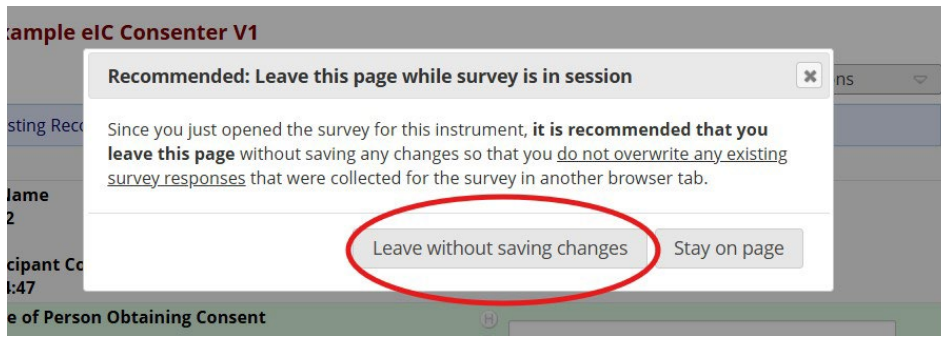 ample eIC Consenter V1
Recommended: Leave this page while survey is in session
ns
sting Rec
Since you just opened the survey for this instrument, it is recommended that you
leave this page without saving any changes so that you do not overwrite any existing
survey responses that were collected for the survey in another browser tab.
ame
2
Leave without saving changes
Stay on page
cipant Co
:47
e of Person Obtaining Consent
H